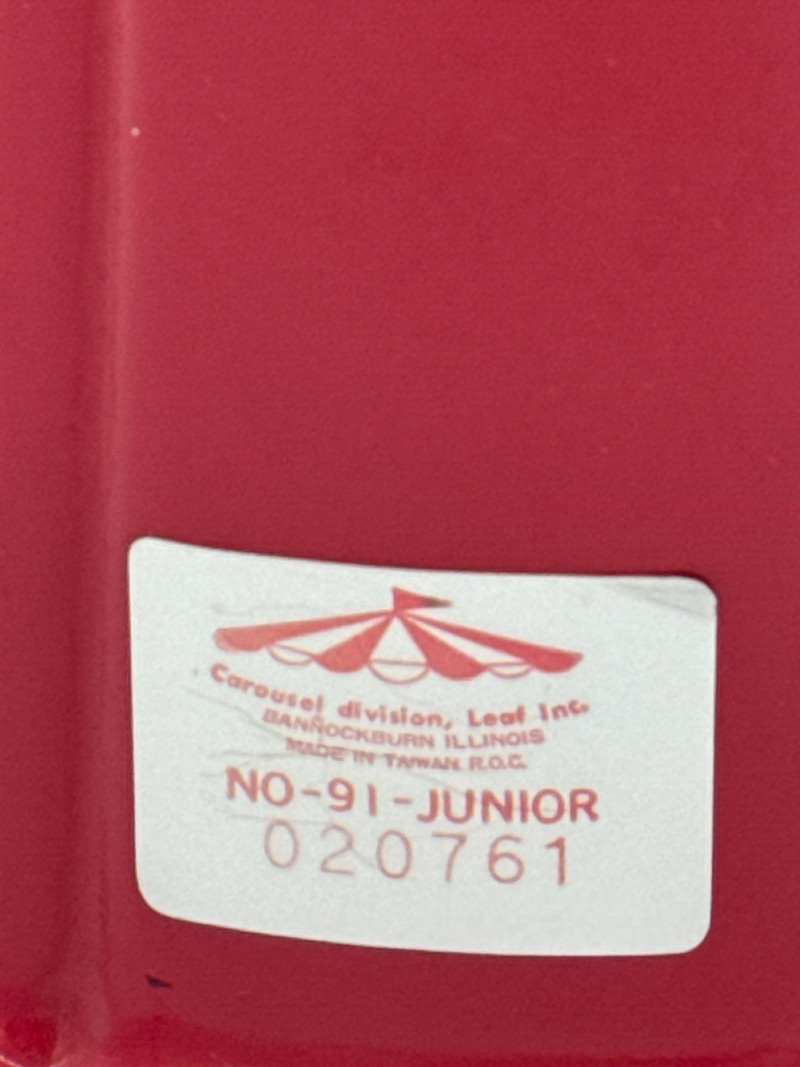 Carousel division, Leaf Inc.
BANNOCKBURN ILLINOIS
MADE IN TAIWAN R.O.C.
NO-91-JUNIOR
020761